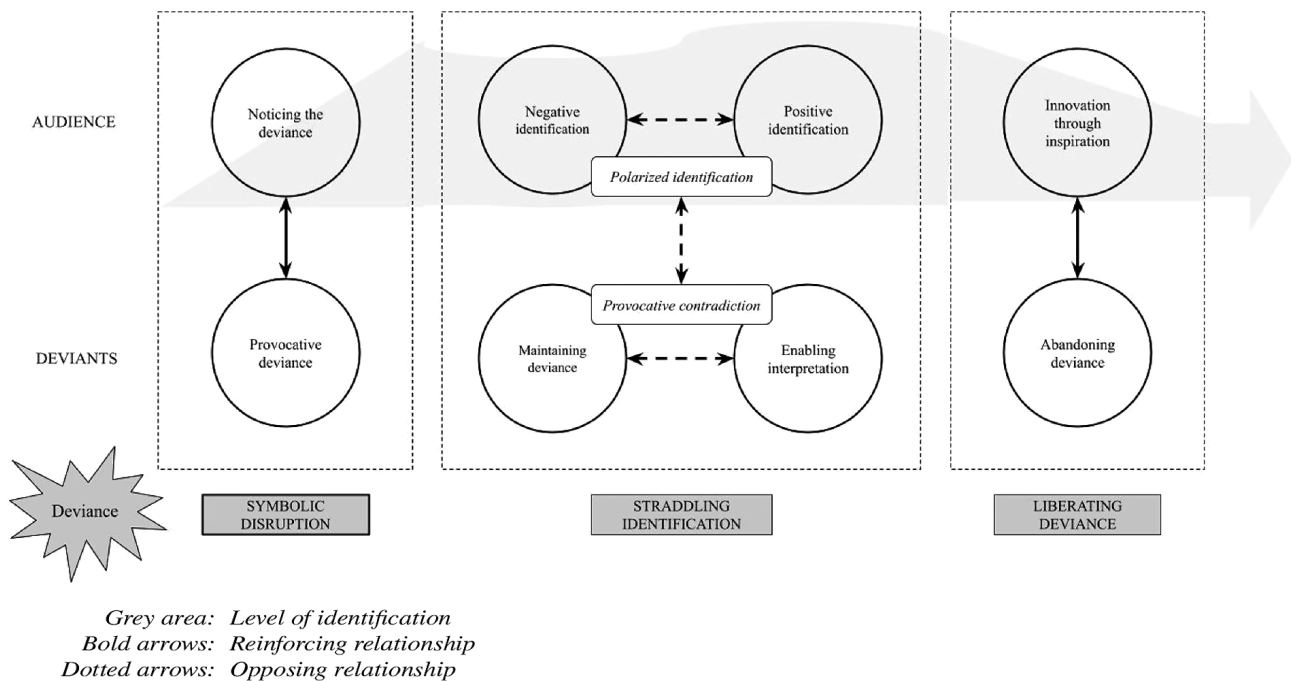 AUDIENCE
Noticing the
deviance
Negative
identification
Positive
identification
Polarized identification
Innovation
through
inspiration
DEVIANTS
Provocative
deviance
Provocative contradiction
Maintaining
deviance
Enabling
interpretation
Abandoning
deviance
Deviance
SYMBOLIC
DISRUPTION
STRADDLING
IDENTIFICATION
LIBERATING
DEVIANCE
Grey area: Level of identification
Bold arrows: Reinforcing relationship
Dotted arrows: Opposing relationship